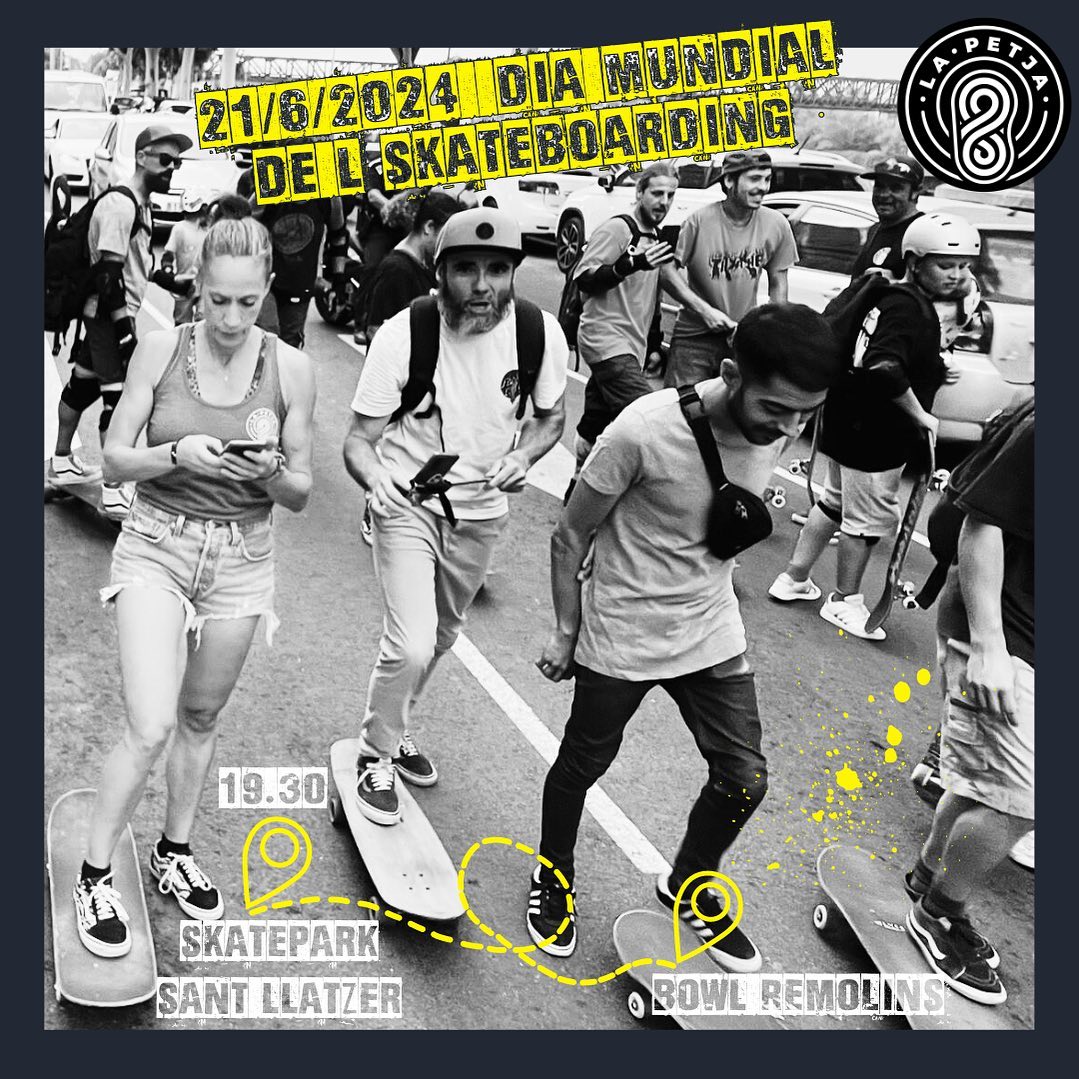 21/6/2024 DIA MUNDIAL
DE L SKATEBOARDING
LA·PETJA
19.30
SKATEPARK
SANT LLATZER
BOWL REMOLINS